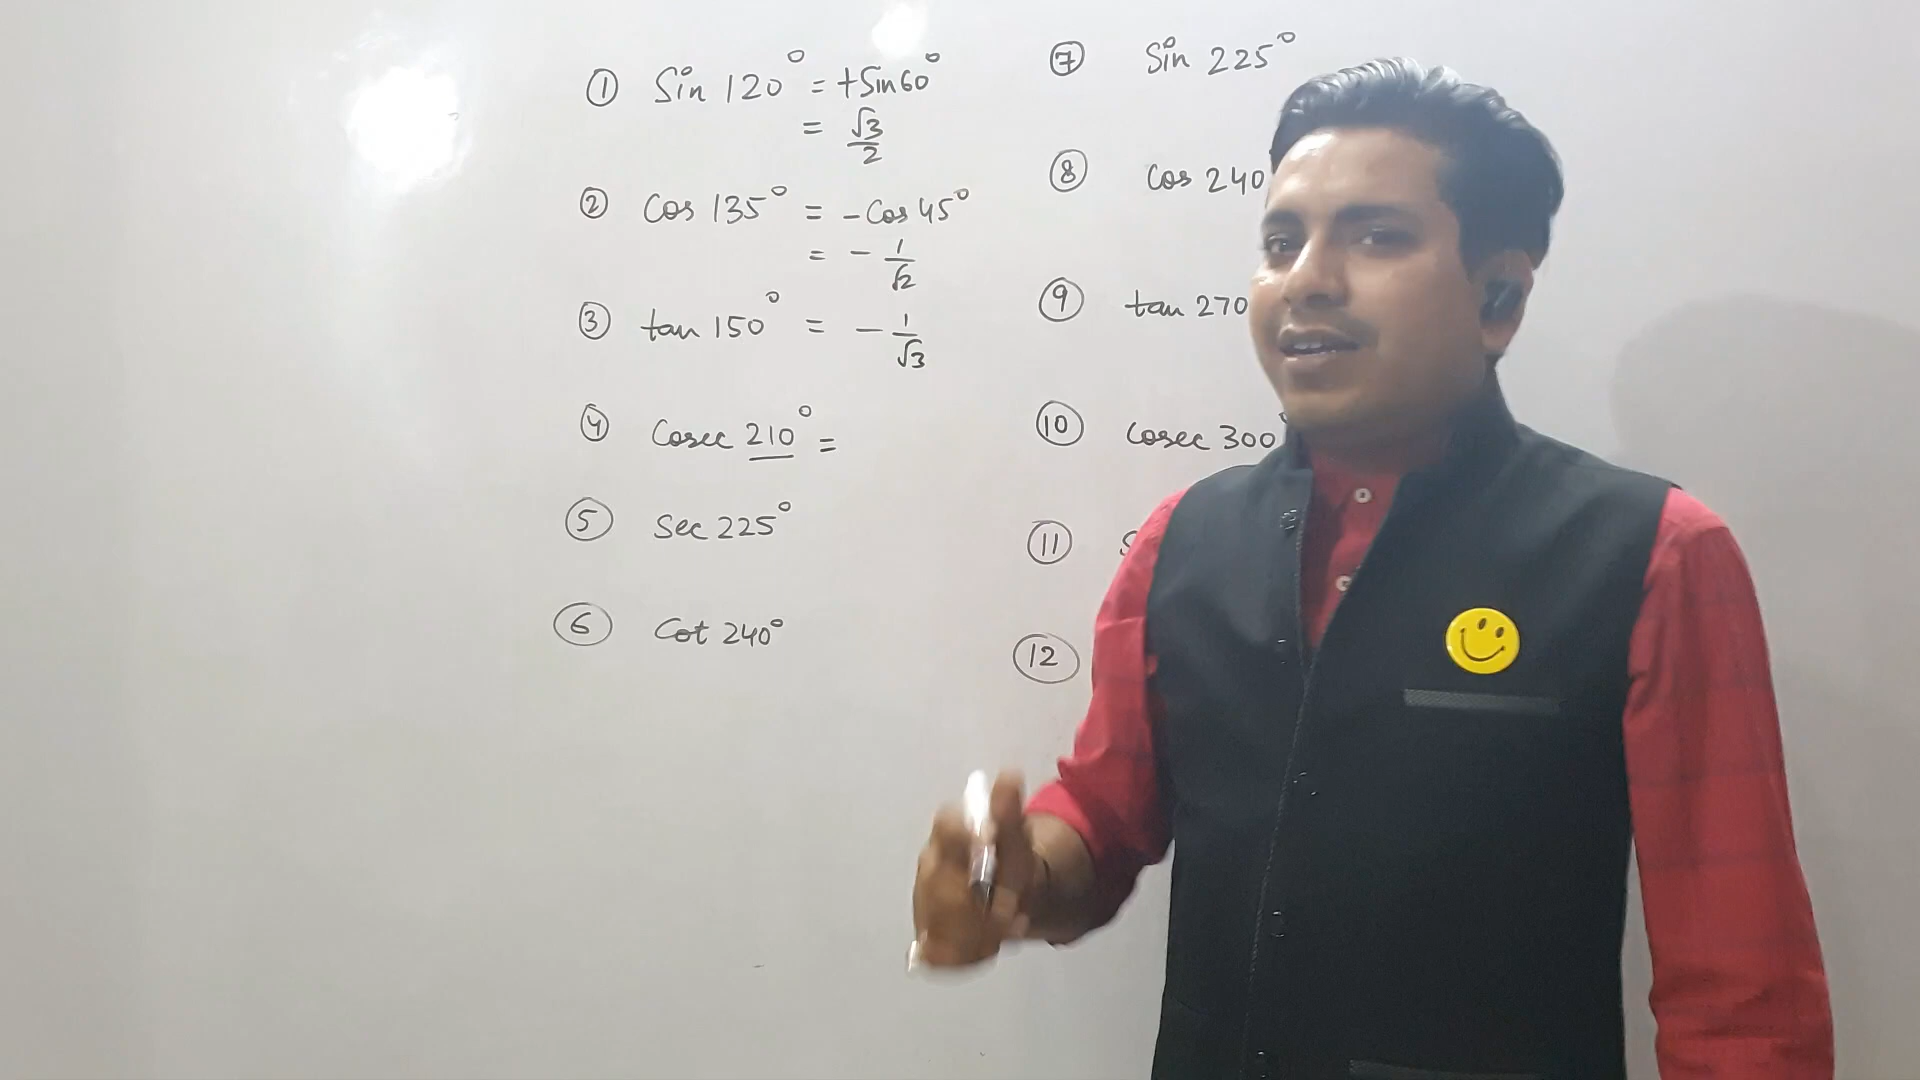 ① Sin 120° = +Sin60°
= √3/2
② Cos 135° = -Cos 45°
= - 1/√2
③ tan 150° = - 1/√3
④ Cosec 210° =
⑤ Sec 225°
⑥ Cot 240°
⑦ Sin 225°
⑧ Cos 240
⑨ tan 270
⑩ Cosec 300°
⑪ S
⑫